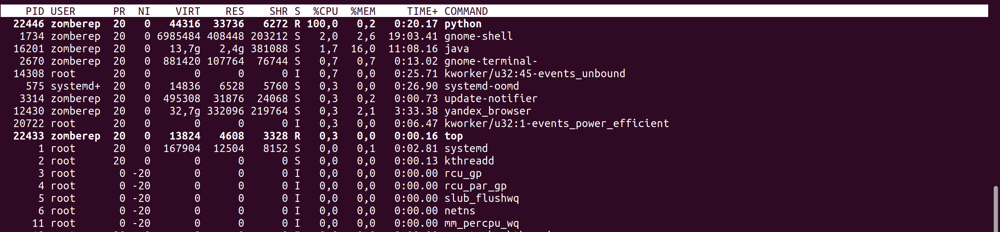 PID USER PR NI VIRT RES SHR S %CPU %MEM TIME+ COMMAND
22446 zomberep 20 0 44316 33736 6272 R 100,0 0,2 0:20.17 python
1734 zomberep 20 0 6985484 408448 203212 S 2,0 2,6 19:03.41 gnome-shell
16201 zomberep 20 0 13,7g 2,4g 381088 S 1,7 16,0 11:08.16 java
2670 zomberep 20 0 881420 107764 76744 S 0,7 0,7 0:13.02 gnome-terminal-
14308 root 20 0 0 0 0 I 0,7 0,0 0:25.71 kworker/u32:45-events_unbound
575 systemd+ 20 0 14836 6528 5760 S 0,3 0,0 0:26.90 systemd-oomd
3314 zomberep 20 0 495308 31876 24068 S 0,3 0,2 0:00.73 update-notifier
12430 zomberep 20 0 32,7g 332096 219764 S 0,3 2,1 3:33.38 yandex_browser
20722 root 20 0 0 0 0 I 0,3 0,0 0:06.47 kworker/u32:1-events_power_efficient
22433 zomberep 20 0 13824 4608 3328 R 0,3 0,0 0:00.16 top
1 root 20 0 167904 12504 8152 S 0,0 0,1 0:02.81 systemd
2 root 20 0 0 0 0 S 0,0 0,0 0:00.13 kthreadd
3 root 0 -20 0 0 0 I 0,0 0,0 0:00.00 rcu_gp
4 root 0 -20 0 0 0 I 0,0 0,0 0:00.00 rcu_par_gp
5 root 0 -20 0 0 0 I 0,0 0,0 0:00.00 slub_flushwq
6 root 0 -20 0 0 0 I 0,0 0,0 0:00.00 netns
11 root 0 -20 0 0 0 I 0,0 0,0 0:00.00 mm_percpu_wq